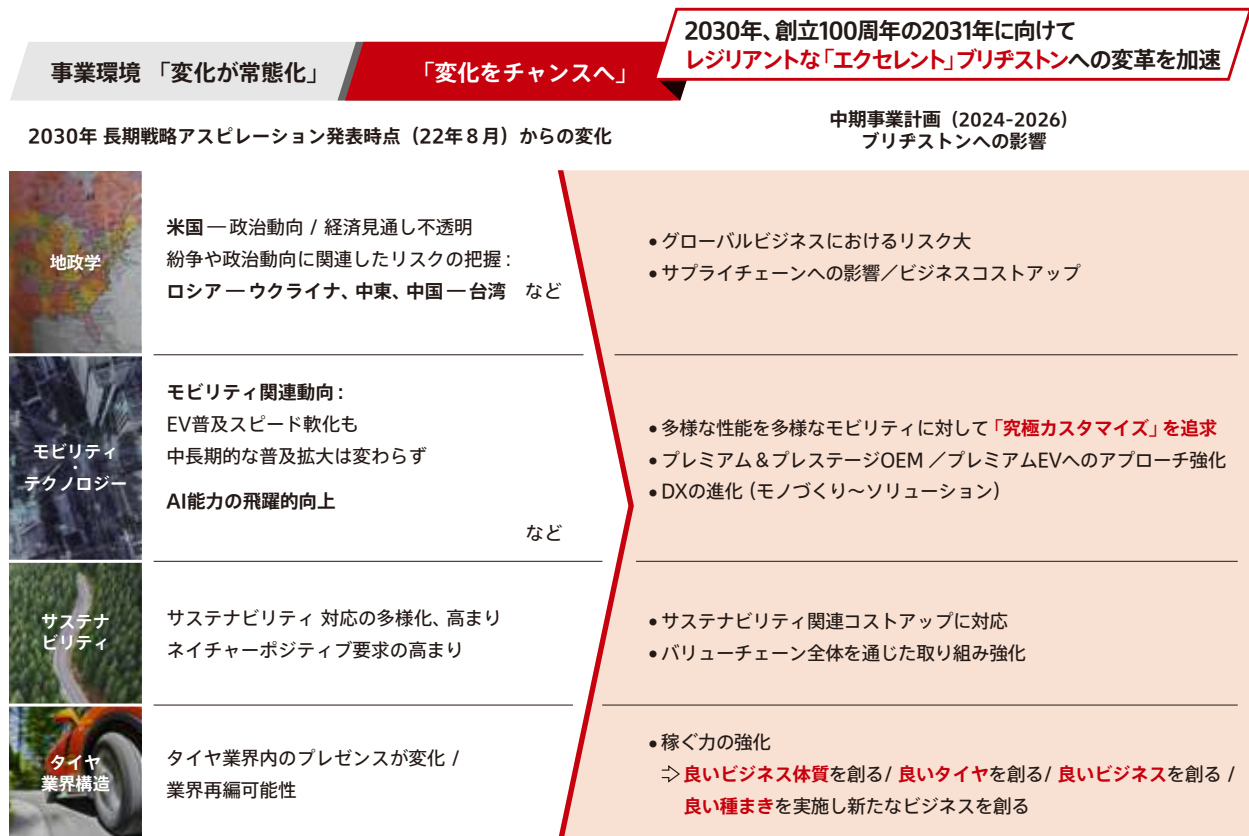 事業環境 「変化が常態化」
「変化をチャンスへ」
2030年、創立100周年の2031年に向けて
レジリアントな「エクセレント」ブリヂストンへの変革を加速
2030年 長期戦略アスピレーション発表時点（22年８月）からの変化
中期事業計画（2024-2026）
ブリヂストンへの影響
地政学
米国 ― 政治動向 / 経済見通し不透明
紛争や政治動向に関連したリスクの把握：
ロシア ― ウクライナ、中東、中国 ― 台湾　など
• グローバルビジネスにおけるリスク大
• サプライチェーンへの影響／ビジネスコストアップ
モビリティ
・
テクノロジー
モビリティ関連動向：
EV普及スピード軟化も
中長期的な普及拡大は変わらず
AI能力の飛躍的向上
など
• 多様な性能を多様なモビリティに対して「究極カスタマイズ」を追求
• プレミアム＆プレステージOEM ／プレミアムEVへのアプローチ強化
• DXの進化（モノづくり～ソリューション）
サステナ
ビリティ
サステナビリティ 対応の多様化、高まり
ネイチャーポジティブ要求の高まり
• サステナビリティ関連コストアップに対応
• バリューチェーン全体を通じた取り組み強化
タイヤ
業界構造
タイヤ業界内のプレゼンスが変化 /
業界再編可能性
• 稼ぐ力の強化
⇨ 良いビジネス体質を創る/ 良いタイヤを創る/ 良いビジネスを創る /
良い種まきを実施し新たなビジネスを創る